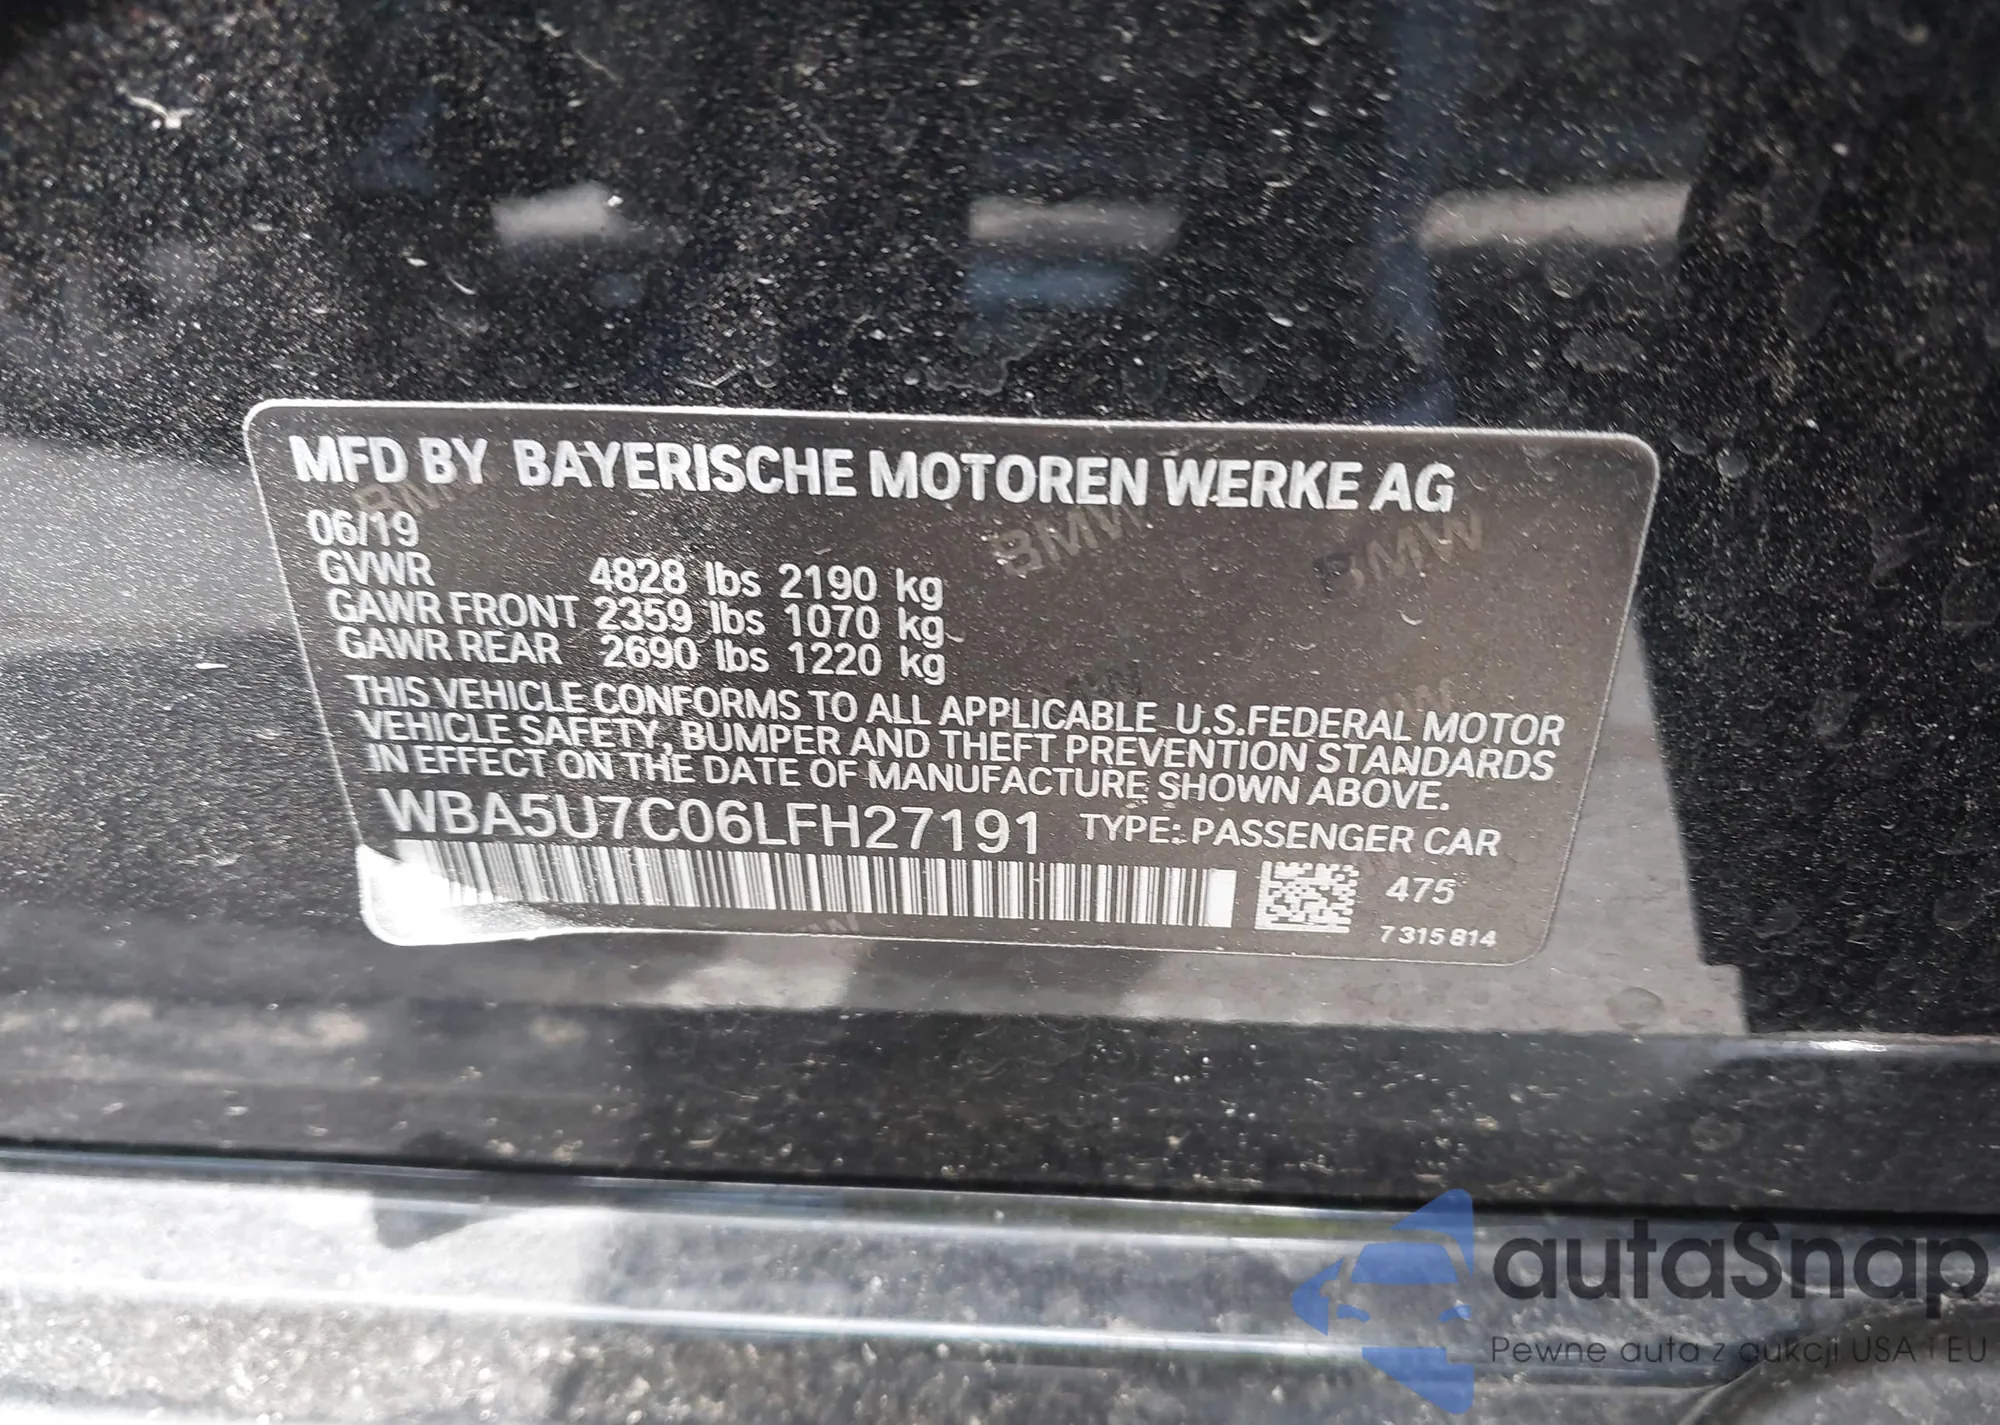 MFD BY BAYERISCHE MOTOREN WERKE AG
06/19
GVWR 4828 lbs 2190 kg
GAWR FRONT 2359 lbs 1070 kg
GAWR REAR 2690 lbs 1220 kg
THIS VEHICLE CONFORMS TO ALL APPLICABLE U.S.FEDERAL MOTOR
VEHICLE SAFETY, BUMPER AND THEFT PREVENTION STANDARDS
IN EFFECT ON THE DATE OF MANUFACTURE SHOWN ABOVE.
WBA5U7C06LFH27191 TYPE: PASSENGER CAR
475
7 315 814
BMW
BMW
BMW
autaSnap
Pewne auta z aukcji USA i EU